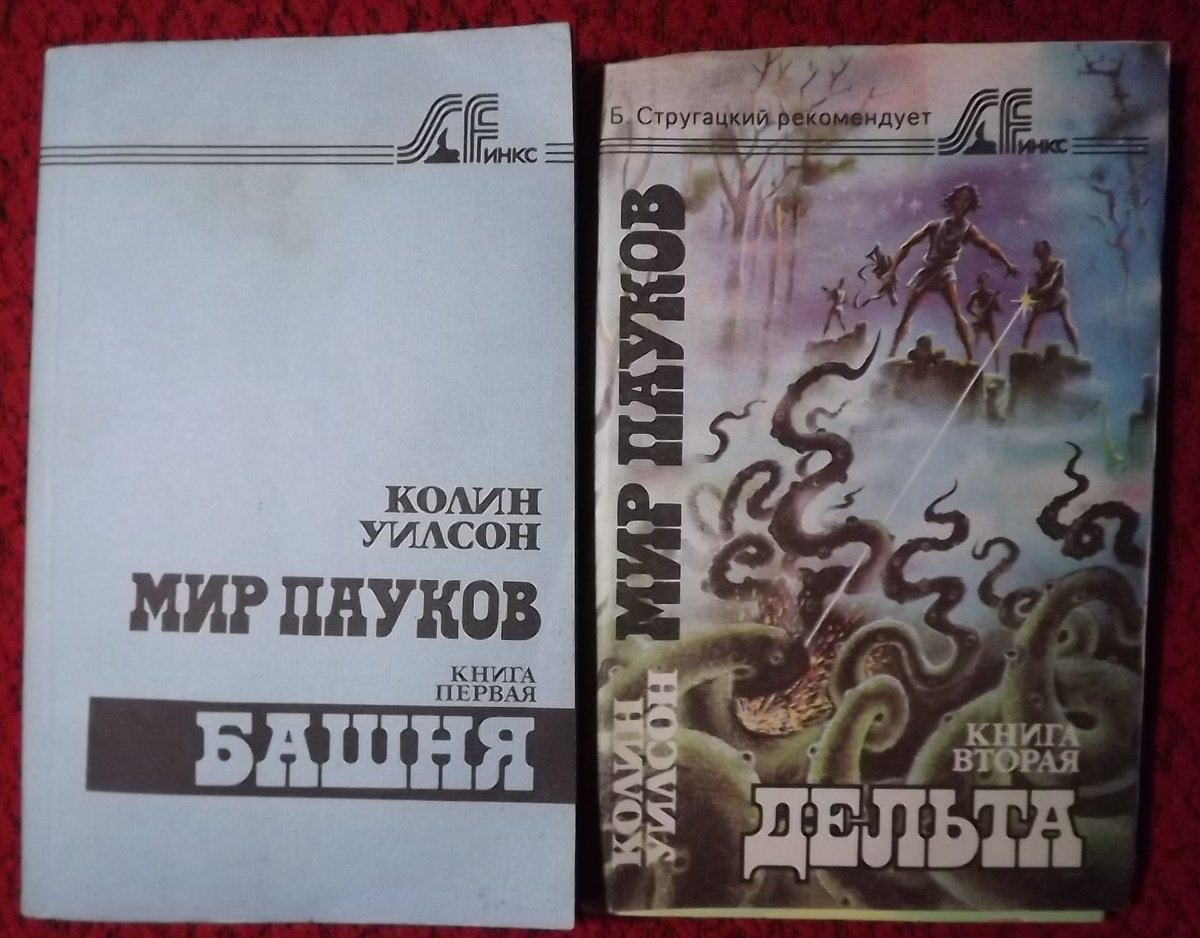 SFИНКС
КОЛИН
УИЛСОН
МИР ПАУКОВ
КНИГА
ПЕРВАЯ
БАШНЯ
Б. Стругацкий рекомендует
SFИНКС
МИР ПАУКОВ
КОЛИН
УИЛСОН
КНИГА
ВТОРАЯ
ДЕЛЬТА